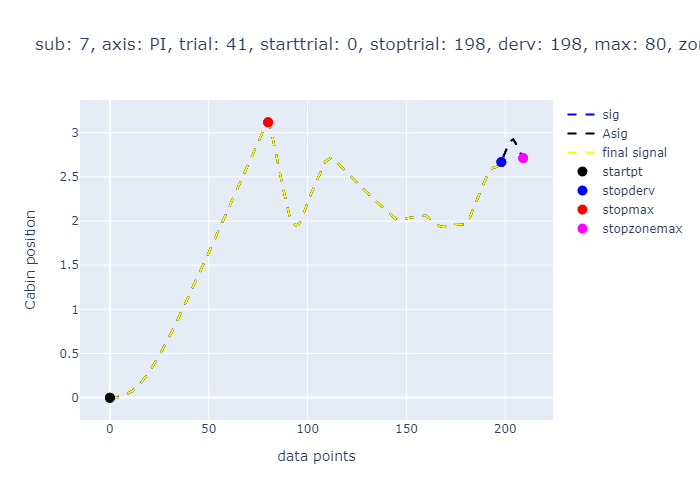 sub: 7, axis: PI, trial: 41, starttrial: 0, stoptrial: 198, derv: 198, max: 80,
sig
Asig
final signal
startpt
stopderv
stopmax
stopzonemax
Cabin position
3
2.5
2
1.5
1
0.5
0
0
50
100
150
200
data points